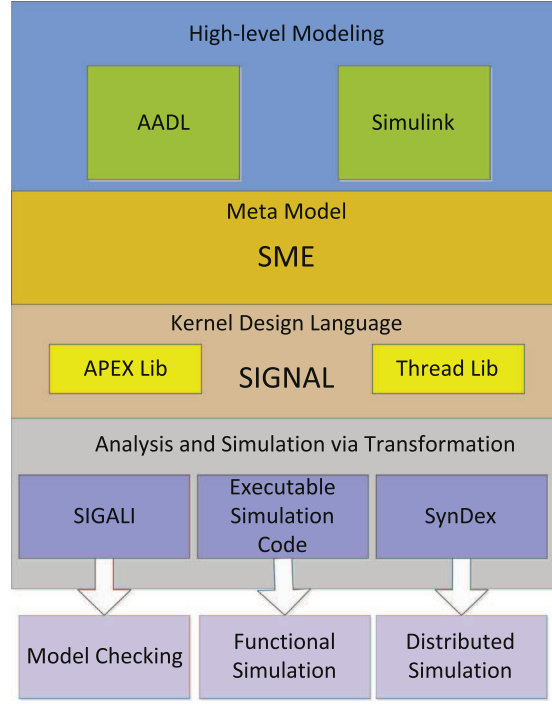 High-level Modeling
AADL
Simulink
Meta Model
SME
Kernel Design Language
APEX Lib
SIGNAL
Thread Lib
Analysis and Simulation via Transformation
SIGALI
Executable
Simulation
Code
SynDex
Model Checking
Functional
Simulation
Distributed
Simulation